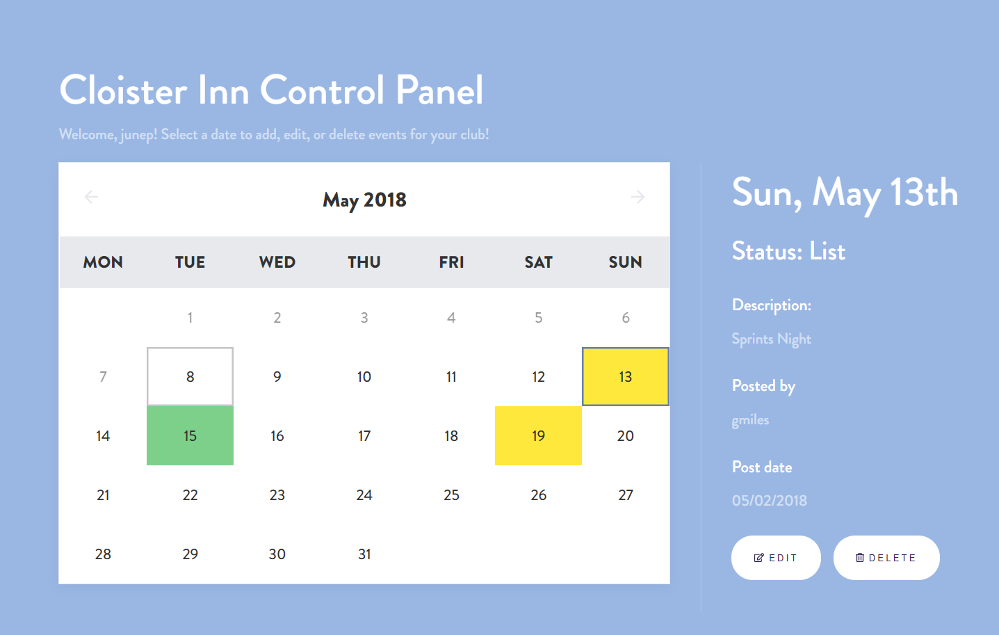 Cloister Inn Control Panel
Welcome, junep! Select a date to add, edit, or delete events for your club!
May 2018
MON TUE WED THU FRI SAT SUN
1 2 3 4 5 6
7 8 9 10 11 12 13
14 15 16 17 18 19 20
21 22 23 24 25 26 27
28 29 30 31
Sun, May 13th
Status: List
Description:
Sprints Night
Posted by
gmiles
Post date
05/02/2018
EDIT DELETE